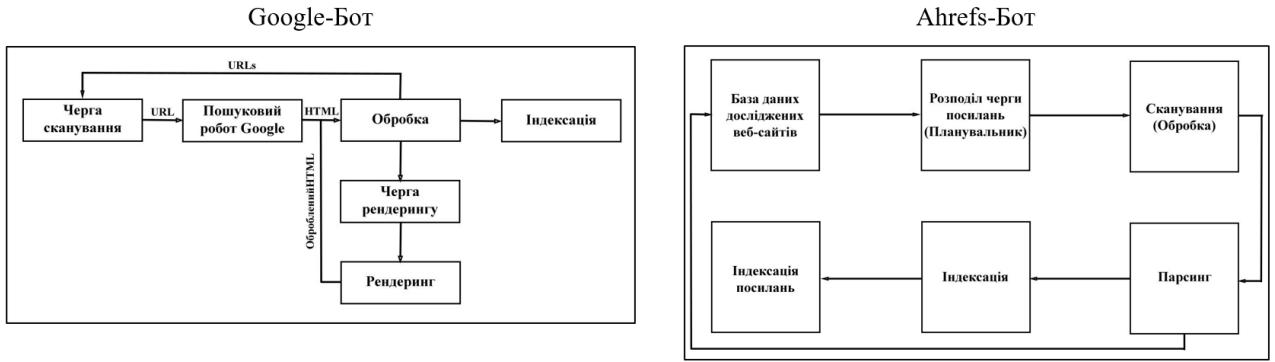 Google-Бот
URLs
Черга
сканування
URL
Пошуковий
робот Google
HTML
Обробка
Індексація
ОброблениийHTML
Черга
рендерингу
Рендеринг
Ahrefs-Бот
База даних
досліджених
веб-сайтів
Розподіл черги
посилань
(Планувальник)
Сканування
(Обробка)
Індексація
посилань
Індексація
Парсинг